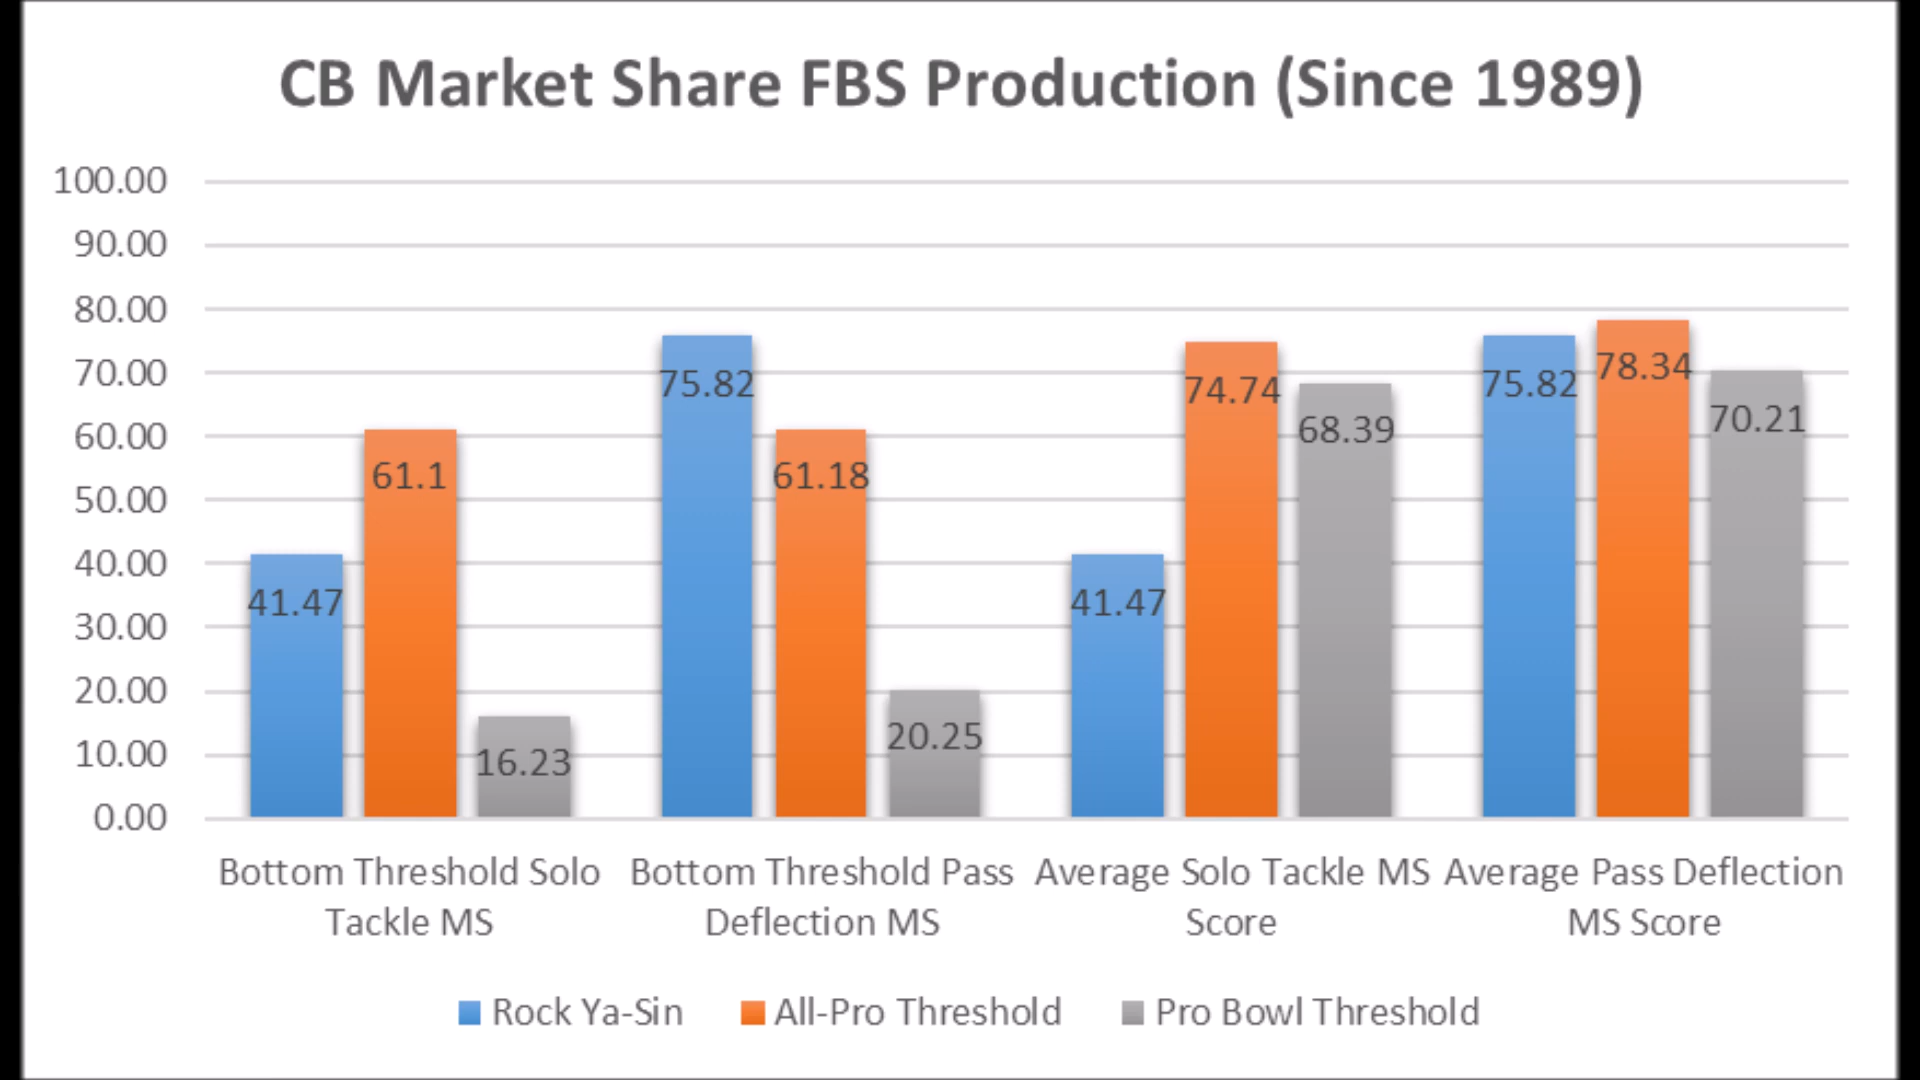 CB Market Share FBS Production (Since 1989)
100.00
90.00
80.00
70.00
60.00
50.00
40.00
30.00
20.00
10.00
0.00
41.47
61.1
16.23
75.82
61.18
20.25
41.47
74.74
68.39
75.82
78.34
70.21
Bottom Threshold Solo
Tackle MS
Bottom Threshold Pass
Deflection MS
Average Solo Tackle MS
Score
Average Pass Deflection
MS Score
Rock Ya-Sin
All-Pro Threshold
Pro Bowl Threshold